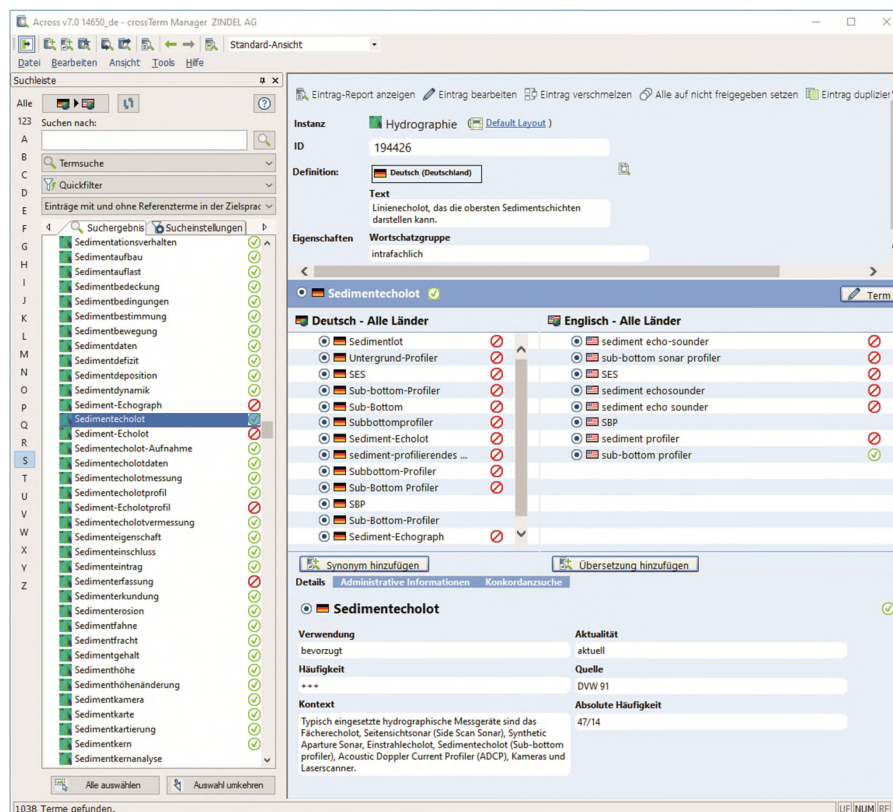 Across v7.0 14650_de - crossTerm Manager ZINDEL AG
Standard-Ansicht
Datei Bearbeiten Ansicht Tools Hilfe
Suchleiste
Alle
123
A
B
C
D
E
F
G
H
I
J
K
L
M
N
O
P
Q
R
S
T
U
V
W
X
Y
Z
Suchen nach:
Termsuche
Quickfilter
Einträge mit und ohne Referenzterme in der Zielsprac
Suchergebnis Sucheinstellungen
Sedimentationsverhalten
Sedimentaufbau
Sedimentauflast
Sedimentbedeckung
Sedimentbedingungen
Sedimentbestimmung
Sedimentbewegung
Sedimentdaten
Sedimentdefizit
Sedimentdeposition
Sedimentdynamik
Sediment-Echograph
Sedimentecholot
Sediment-Echolot
Sedimentecholot-Aufnahme
Sedimentecholotdaten
Sedimentecholotmessung
Sedimentecholotprofil
Sediment-Echolotprofil
Sedimentecholotvermessung
Sedimenteigenschaft
Sedimenteinschluss
Sedimenteintrag
Sedimenterfassung
Sedimenterkundung
Sedimenterosion
Sedimentfahne
Sedimentfracht
Sedimentgehalt
Sedimenthöhe
Sedimenthöhenänderung
Sedimentkamera
Sedimentkarte
Sedimentkartierung
Sedimentkern
Sedimentkernanalyse
Alle auswählen Auswahl umkehren
1038 Terme gefunden.
Eintrag-Report anzeigen Eintrag bearbeiten Eintrag verschmelzen Alle auf nicht freigegeben setzen Eintrag duplizier
Instanz Hydrographie ( Default Layout )
ID 194426
Definition: Deutsch (Deutschland)
Text
Linienecholot, das die obersten Sedimentschichten
darstellen kann.
Eigenschaften Wortschatzgruppe
intrafachlich
Sedimentecholot Term
Deutsch - Alle Länder
Sedimentlot
Untergrund-Profiler
SES
Sub-bottom-Profiler
Sub-Bottom
Subbottomprofiler
Sediment-Echolot
sediment-profilierendes ...
Subbottom-Profiler
Sub-Bottom Profiler
SBP
Sub-Bottom-Profiler
Sediment-Echograph
Englisch - Alle Länder
sediment echo-sounder
sub-bottom sonar profiler
SES
sediment echosounder
sediment echo sounder
SBP
sediment profiler
sub-bottom profiler
Synonym hinzufügen Übersetzung hinzufügen
Details Administrative Informationen Konkordanzsuche
Sedimentecholot
Verwendung
bevorzugt
Häufigkeit
+++
Kontext
Typisch eingesetzte hydrographische Messgeräte sind das
Fächerecholot, Seitensichtsonar (Side Scan Sonar), Synthetic
Aparture Sonar, Einstrahlecholot, Sedimentecholot (Sub-bottom
profiler), Acoustic Doppler Current Profiler (ADCP), Kameras und
Laserscanner.
Aktualität
aktuell
Quelle
DVW 91
Absolute Häufigkeit
47/14
UF NUM RF